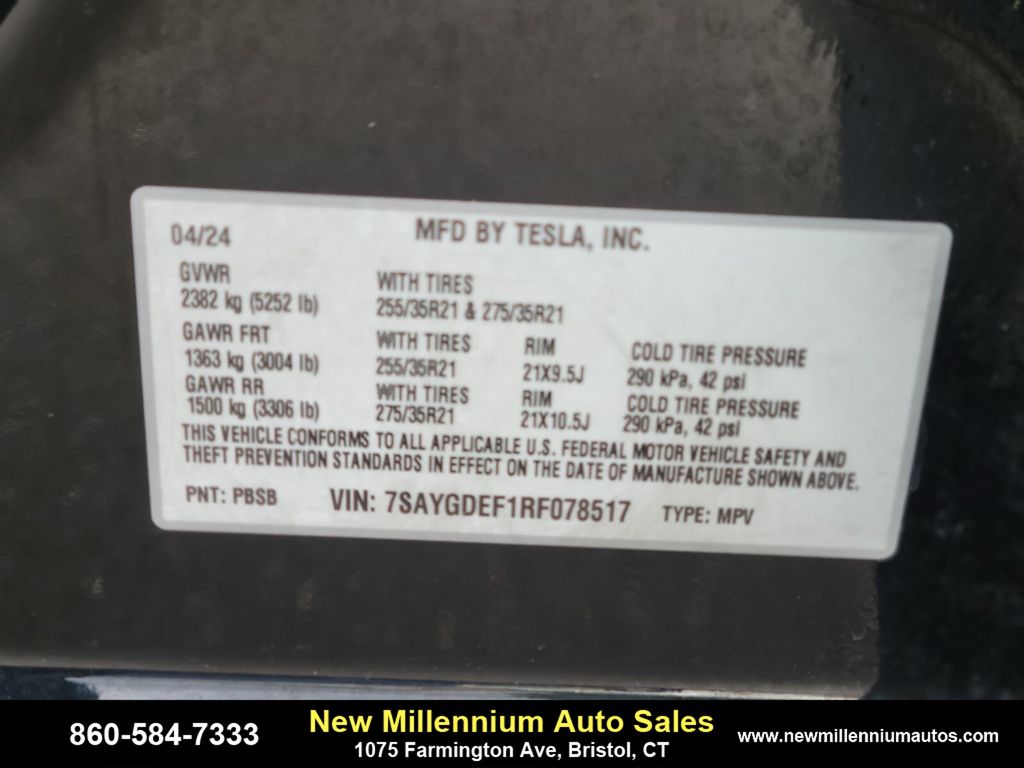 04/24 MFD BY TESLA, INC.
GVWR WITH TIRES
2382 kg (5252 lb) 255/35R21 & 275/35R21
GAWR FRT WITH TIRES RIM COLD TIRE PRESSURE
1363 kg (3004 lb) 255/35R21 21X9.5J 290 kPa, 42 psi
GAWR RR WITH TIRES RIM COLD TIRE PRESSURE
1500 kg (3306 lb) 275/35R21 21X10.5J 290 kPa, 42 psi
THIS VEHICLE CONFORMS TO ALL APPLICABLE U.S. FEDERAL MOTOR VEHICLE SAFETY AND
THEFT PREVENTION STANDARDS IN EFFECT ON THE DATE OF MANUFACTURE SHOWN ABOVE.
PNT: PBSB VIN: 7SAYGDEF1RF078517 TYPE: MPV
860-584-7333 New Millennium Auto Sales www.newmillenniumautos.com
1075 Farmington Ave, Bristol, CT